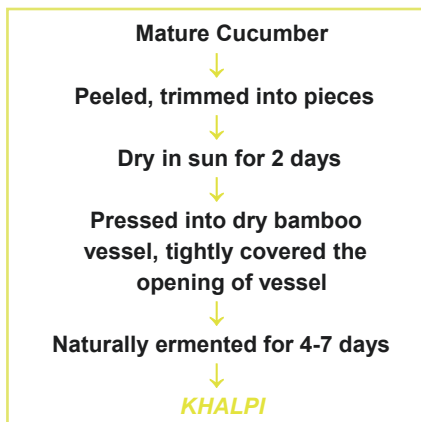 Mature Cucumber
↓
Peeled, trimmed into pieces
↓
Dry in sun for 2 days
↓
Pressed into dry bamboo
vessel, tightly covered the
opening of vessel
↓
Naturally ermented for 4-7 days
↓
KHALPI